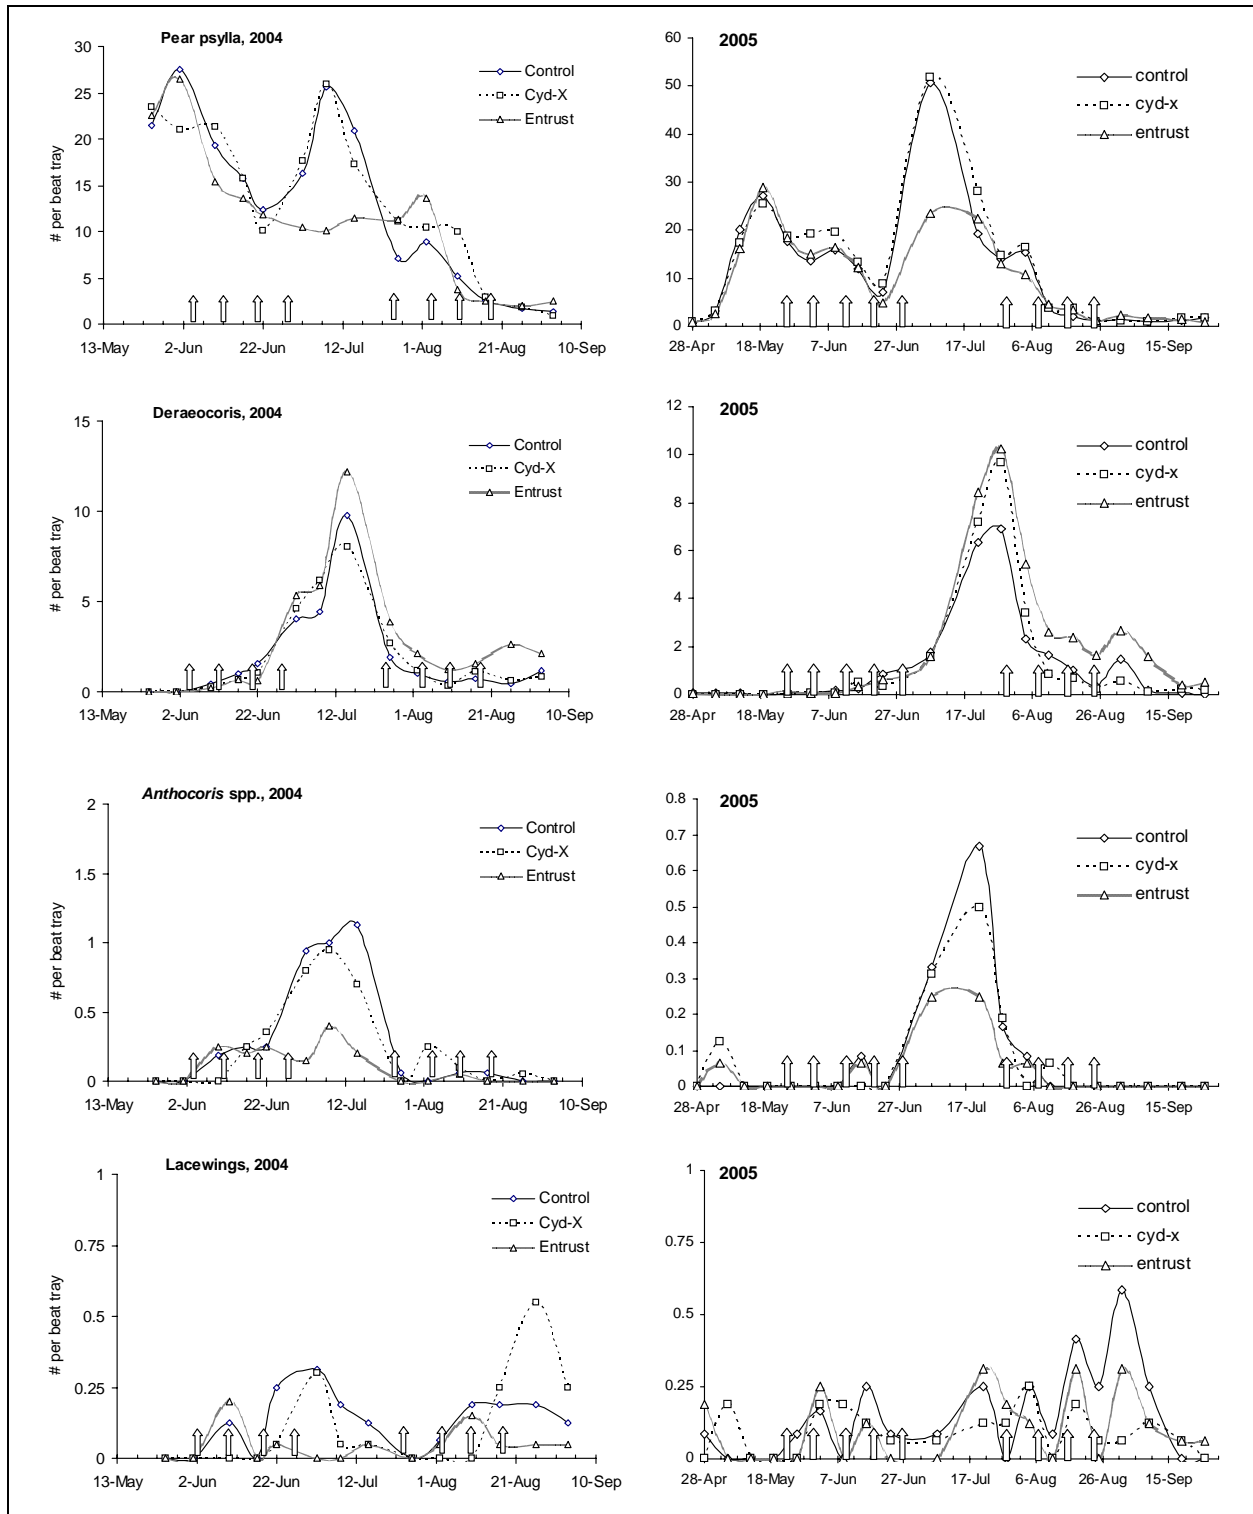 Pear psylla, 2004
# per beat tray
30
25
20
15
10
5
0
13-May 2-Jun 22-Jun 12-Jul 1-Aug 21-Aug 10-Sep
Control
Cyd-X
Entrust
2005
60
50
40
30
20
10
0
28-Apr 18-May 7-Jun 27-Jun 17-Jul 6-Aug 26-Aug 15-Sep
control
cyd-x
entrust
Deraeocoris, 2004
# per beat tray
15
10
5
0
13-May 2-Jun 22-Jun 12-Jul 1-Aug 21-Aug 10-Sep
Control
Cyd-X
Entrust
2005
12
10
8
6
4
2
0
28-Apr 18-May 7-Jun 27-Jun 17-Jul 6-Aug 26-Aug 15-Sep
control
cyd-x
entrust
Anthocoris spp., 2004
# per beat tray
2
1.5
1
0.5
0
13-May 2-Jun 22-Jun 12-Jul 1-Aug 21-Aug 10-Sep
Control
Cyd-X
Entrust
2005
0.8
0.7
0.6
0.5
0.4
0.3
0.2
0.1
0
28-Apr 18-May 7-Jun 27-Jun 17-Jul 6-Aug 26-Aug 15-Sep
control
cyd-x
entrust
Lacewings, 2004
# per beat tray
1
0.75
0.5
0.25
0
13-May 2-Jun 22-Jun 12-Jul 1-Aug 21-Aug 10-Sep
Control
Cyd-X
Entrust
2005
1
0.75
0.5
0.25
0
28-Apr 18-May 7-Jun 27-Jun 17-Jul 6-Aug 26-Aug 15-Sep
control
cyd-x
entrust